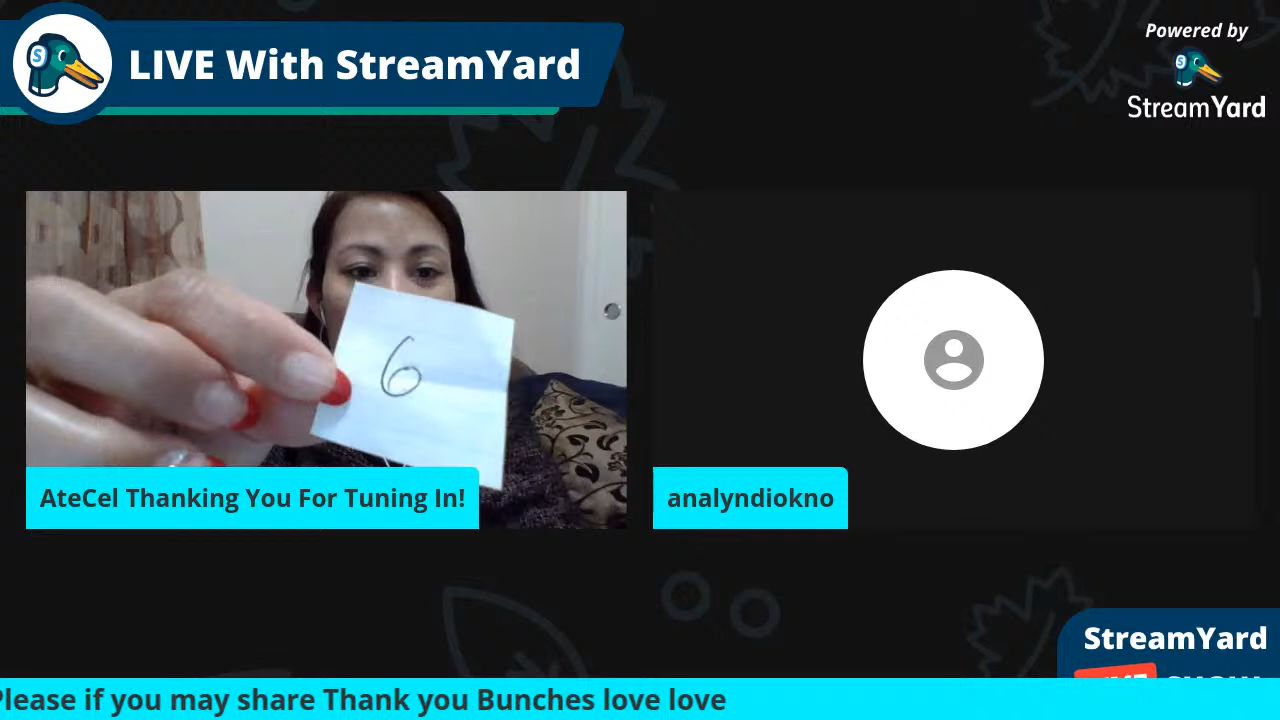 LIVE With StreamYard
Powered by
StreamYard
6
AteCel Thanking You For Tuning In!
analyndiokno
StreamYard
Please if you may share Thank you Bunches love love